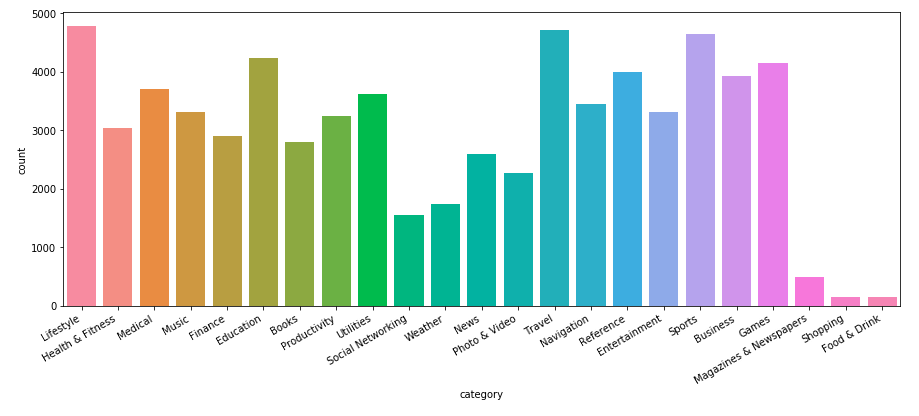 5000
4000
3000
2000
1000
0
count
Lifestyle
Health & Fitness
Medical
Music
Finance
Education
Books
Productivity
Utilities
Social Networking
Weather
News
Photo & Video
Travel
Navigation
Reference
Entertainment
Sports
Business
Games
Magazines & Newspapers
Shopping
Food & Drink
category